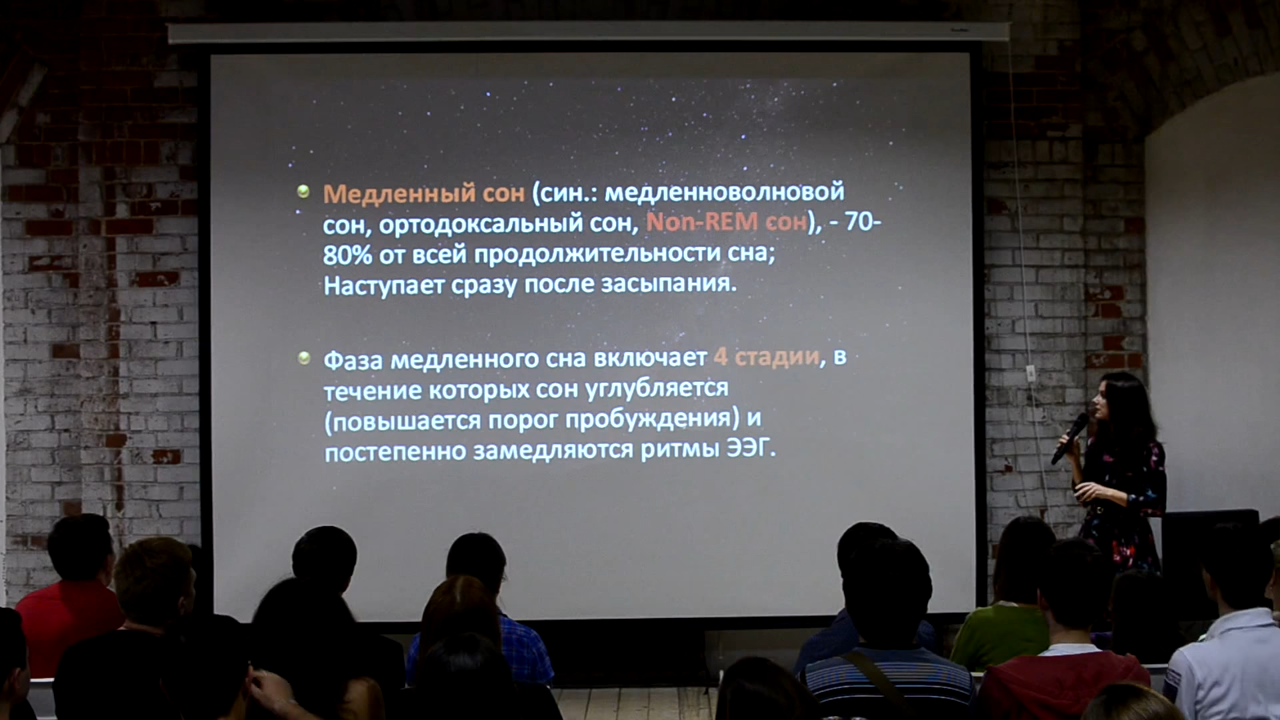 Медленный сон (син.: медленноволновой
сон, ортодоксальный сон, Non-REM сон), - 70-
80% от всей продолжительности сна;
Наступает сразу после засыпания.
Фаза медленного сна включает 4 стадии, в
течение которых сон углубляется
(повышается порог пробуждения) и
постепенно замедляются ритмы ЭЭГ.